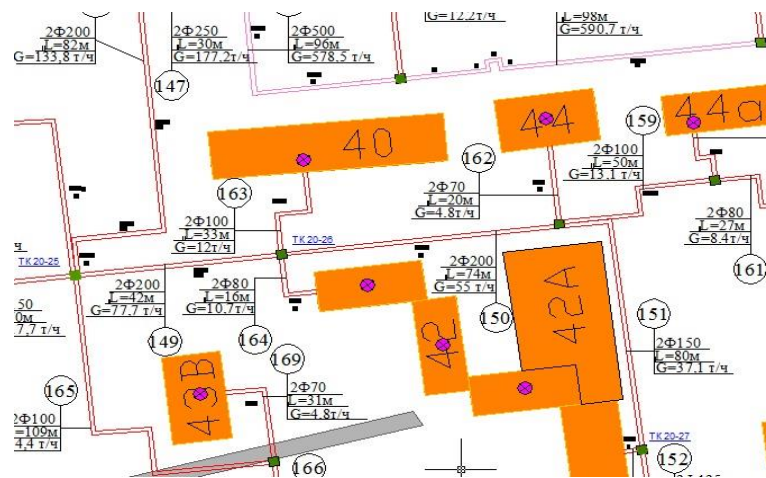 G=12.2т/ч
L=98м
G=590.7 т/ч
2Ф200
L=82м
G=133,8 т/ч
2Ф250
L=30м
G=177.2т/ч
2Ф500
L=96м
G=578.5 т/ч
147
40
44
44а
159
2Ф100
L=50м
G=13.1 т/ч
162
2Ф70
L=20м
G=4.8т/ч
163
2Ф100
L=33м
G=12т/ч
ТК 20-26
2Ф80
L=27м
G=8.4т/ч
161
ч
ТК 20-25
2Ф200
L=42м
G=77.7 т/ч
149
2Ф80
L=16м
G=10.7т/ч
164
2Ф200
L=74м
G=55 т/ч
150
42А
42
151
2Ф150
L=80м
G=37.1 т/ч
50
0м
7,7 т/ч
165
2Ф100
=109м
4,4 т/ч
43В
169
2Ф70
L=31м
G=4.8т/ч
166
ТК 20-27
152